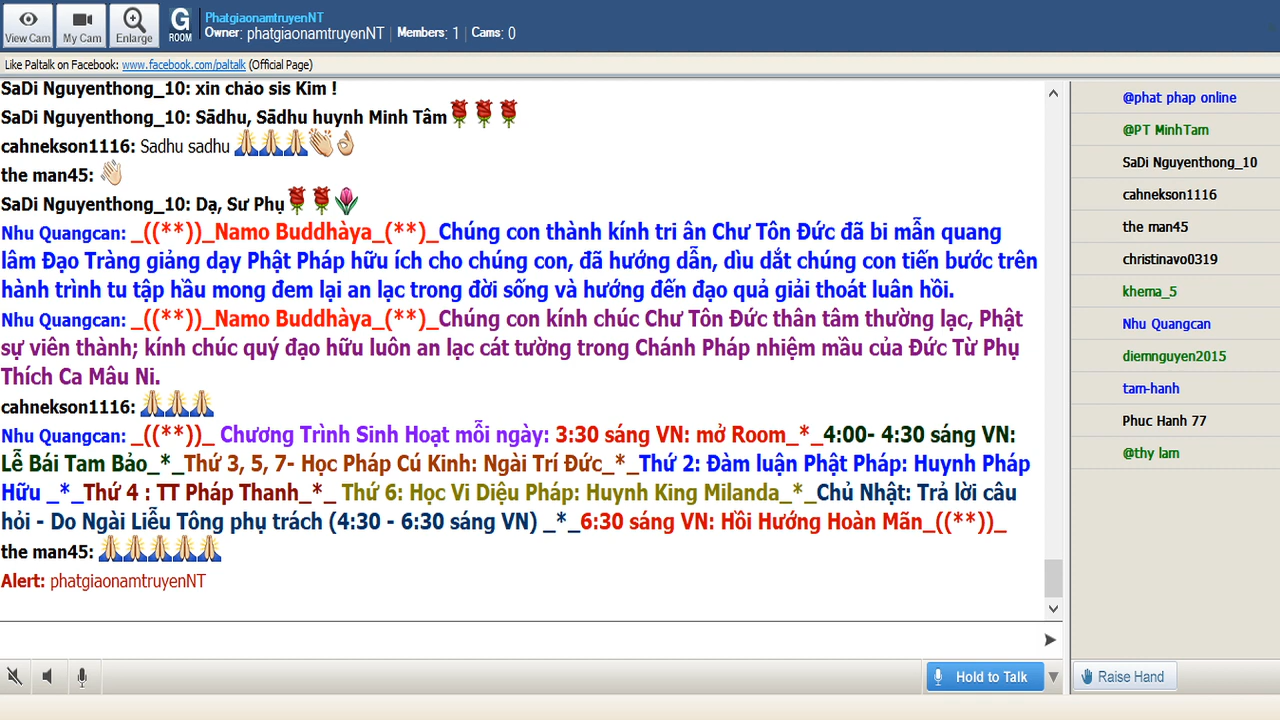 PhatgiaonamtruyenNT
View Cam My Cam Enlarge G ROOM Owner: phatgiaonamtruyenNT | Members: 1 | Cams: 0
Like Paltalk on Facebook: www.facebook.com/paltalk (Official Page)
SaDi Nguyenthong_10: xin chào sis Kim !
SaDi Nguyenthong_10: Sādhu, Sādhu huynh Minh Tâm
cahnekson1116: Sadhu sadhu
the man45:
SaDi Nguyenthong_10: Dạ, Sư Phụ
Nhu Quangcan: _((**))_Namo Buddhàya_(**)_Chúng con thành kính tri ân Chư Tôn Đức đã bi mẫn quang
lâm Đạo Tràng giảng dạy Phật Pháp hữu ích cho chúng con, đã hướng dẫn, dìu dắt chúng con tiến bước trên
hành trình tu tập hầu mong đem lại an lạc trong đời sống và hướng đến đạo quả giải thoát luân hồi.
Nhu Quangcan: _((**))_Namo Buddhàya_(**)_Chúng con kính chúc Chư Tôn Đức thân tâm thường lạc, Phật
sự viên thành; kính chúc quý đạo hữu luôn an lạc cát tường trong Chánh Pháp nhiệm mầu của Đức Từ Phụ
Thích Ca Mâu Ni.
cahnekson1116:
Nhu Quangcan: _((**))_ Chương Trình Sinh Hoạt mỗi ngày: 3:30 sáng VN: mở Room_*_4:00- 4:30 sáng VN:
Lễ Bái Tam Bảo_*_Thứ 3, 5, 7- Học Pháp Cú Kinh: Ngài Trí Đức_*_Thứ 2: Đàm luận Phật Pháp: Huynh Pháp
Hữu _*_Thứ 4 : TT Pháp Thanh_*_ Thứ 6: Học Vi Diệu Pháp: Huynh King Milanda_*_Chủ Nhật: Trả lời câu
hỏi - Do Ngài Liễu Tông phụ trách (4:30 - 6:30 sáng VN) _*_6:30 sáng VN: Hồi Hướng Hoàn Mãn_((**))_
the man45:
Alert: phatgiaonamtruyenNT
@phat phap online
@PT MinhTam
SaDi Nguyenthong_10
cahnekson1116
the man45
christinavo0319
khema_5
Nhu Quangcan
diemnguyen2015
tam-hanh
Phuc Hanh 77
@thy lam
Hold to Talk
Raise Hand